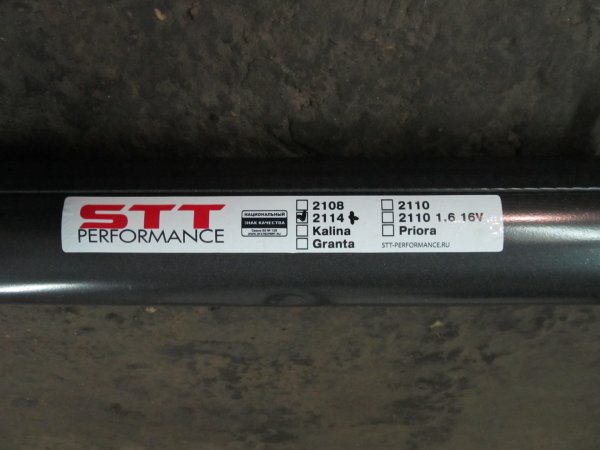 STT
PERFORMANCE
НАЦИОНАЛЬНЫЙ
ЗНАК КАЧЕСТВА
2108
2114
Kalina
Granta
2110
2110 1.6 16V
Priora
STT-PERFORMANCE.RU